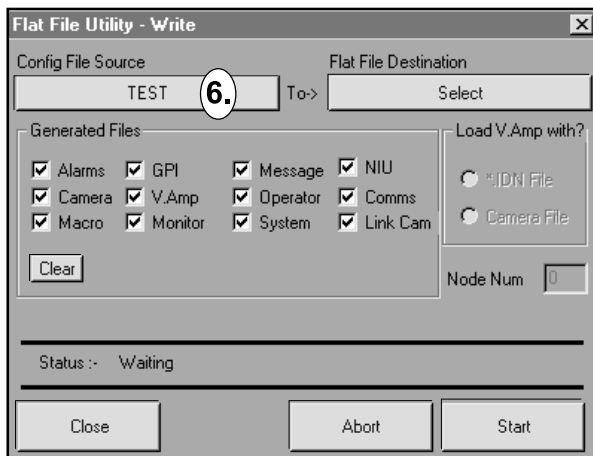 Flat File Utility - Write
Config File Source Flat File Destination
TEST 6. To-> Select
Generated Files Load V.Amp with?
Alarms GPI Message NIU
*.IDN File
Camera V.Amp Operator Comms
Camera File
Macro Monitor System Link Cam
Clear
Node Num 0
Status :- Waiting
Close Abort Start